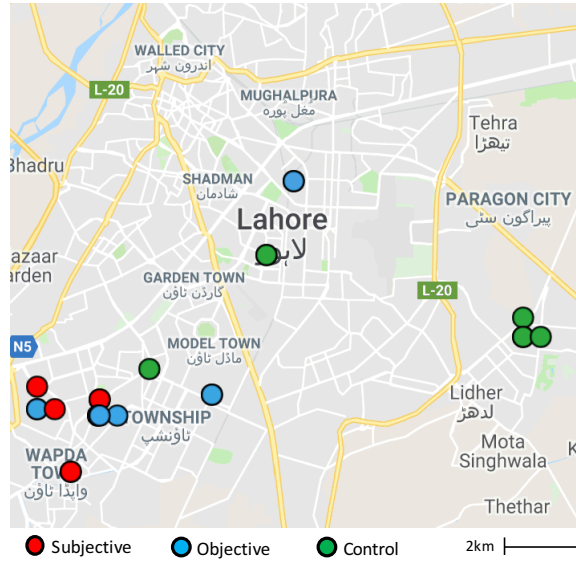 WALLED CITY
اندرون شہر
L-20
MUGHALPURA
مغل پورہ
Tehra
تیھڑا
Bhadru
SHADMAN
شادمان
PARAGON CITY
پیراگون سٹی
Lahore
azaar
arden
GARDEN TOWN
گارڈن ٹاؤن
L-20
N5
MODEL TOWN
ماڈل ٹاؤن
Lidher
لدھڑ
TOWNSHIP
ٹاؤنشپ
WAPDA
واپڈا ٹاؤن
Mota
Singhwala
K
Thethar
Subjective
Objective
Control
2km